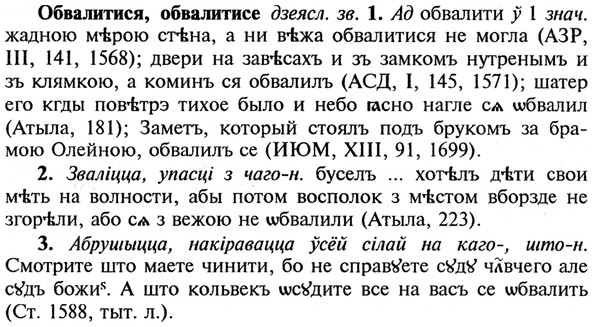 Обвалитися, обвалитисе дзеясл. зв. 1. Ад обвалити ў 1 знач.
жадною мѣрою стѣна, а ни вѣжа обвалитися не могла (АЗР,
III, 141, 1568); двери на завѣсахъ и зъ замкомъ нутренымъ и
зъ клямкою, а коминъ ся обвалилъ (АСД, I, 145, 1571); шатер
его кгды повѣтрэ тихое было и небо ꙗсно нагле сѧ ѡбвалил
(Атыла, 181); Заметъ, который стоялъ подъ брукомъ за бра-
мою Олейною, обвалилъ се (ИЮМ, XIII, 91, 1699).
2. Зваліцца, упасці з чаго-н. буселъ ... хотѣлъ дѣти свои
мѣть на волности, абы потом восполок з мѣстом вборзде не
згорѣли, або сѧ з вежою не ѡбвалили (Атыла, 223).
3. Абрушыцца, накіравацца ўсёй сілай на каго-, што-н.
Смотрите што маете чинити, бо не справꙋете сꙋдꙋ чл҃вчего але
сꙋдъ божиѕ. А што кольвекъ ѡсꙋдите все на васъ се ѡбвалить
(Ст. 1588, тыт. л.).